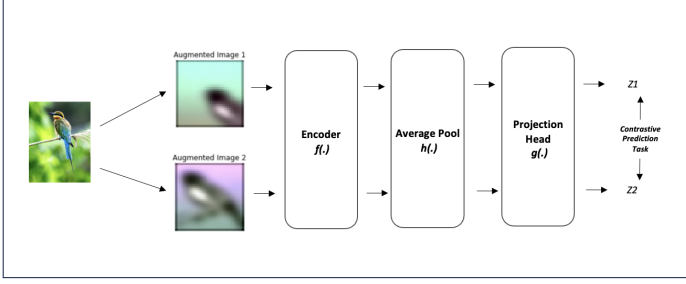 Augmented Image 1
Augmented Image 2
Encoder
f(.)
Average Pool
h(.)
Projection
Head
g(.)
Z1
Contrastive
Prediction
Task
Z2